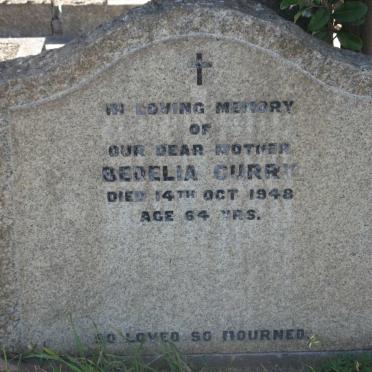 IN LOVING MEMORY
OF
OUR DEAR MOTHER
BEDELIA CURRY
DIED 14TH OCT 1948
AGE 64 YRS.
SO LOVED SO MOURNED.